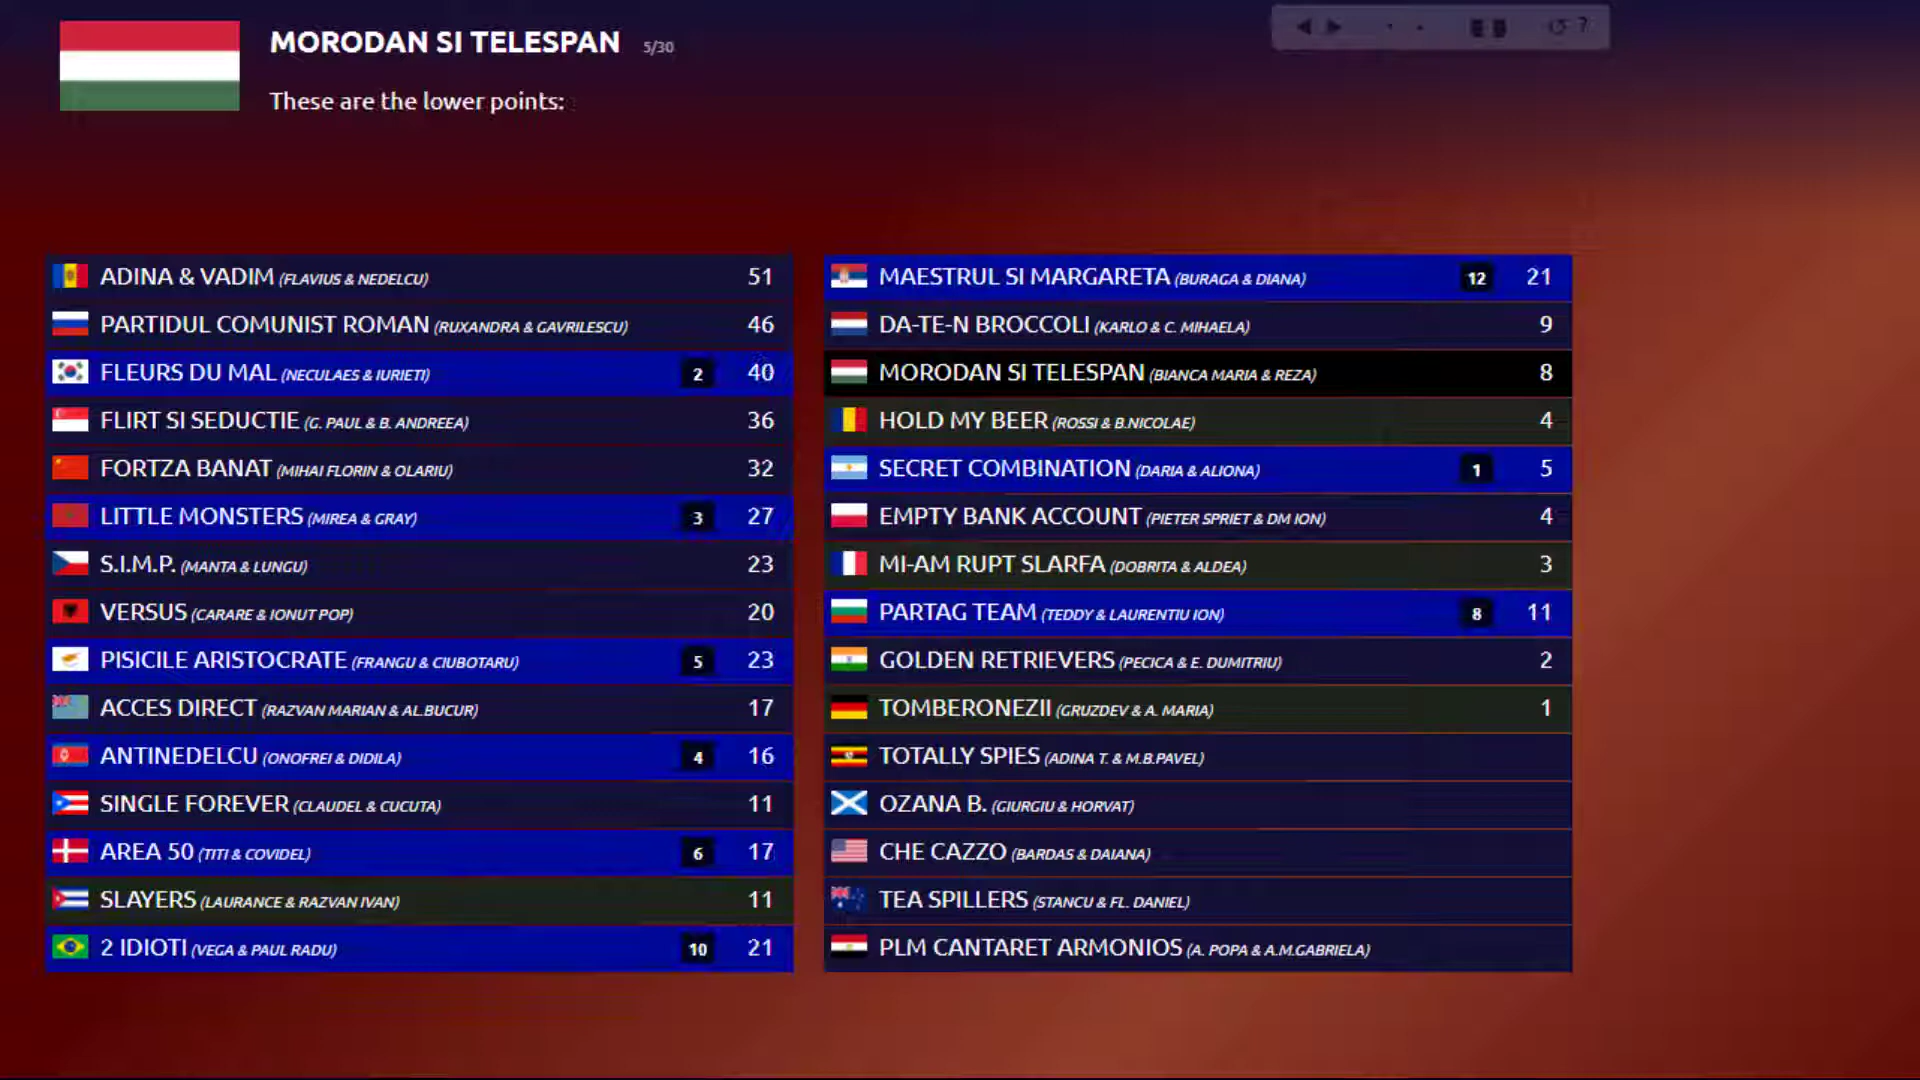 MORODAN SI TELESPAN 5/30
These are the lower points:
ADINA & VADIM (FLAVIUS & NEDELCU) 51
PARTIDUL COMUNIST ROMAN (RUXANDRA & GAVRILESCU) 46
FLEURS DU MAL (NECULAES & IURIETI) 2 40
FLIRT SI SEDUCTIE (G. PAUL & B. ANDREEA) 36
FORTZA BANAT (MIHAI FLORIN & OLARIU) 32
LITTLE MONSTERS (MIREA & GRAY) 3 27
S.I.M.P. (MANTA & LUNGU) 23
VERSUS (CARARE & IONUT POP) 20
PISICILE ARISTOCRATE (FRANGU & CIUBOTARU) 5 23
ACCES DIRECT (RAZVAN MARIAN & AL.BUCUR) 17
ANTINEDELCU (ONOFREI & DIDILA) 4 16
SINGLE FOREVER (CLAUDEL & CUCUTA) 11
AREA 50 (TITI & COVIDEL) 6 17
SLAYERS (LAURANCE & RAZVAN IVAN) 11
2 IDIOTI (VEGA & PAUL RADU) 10 21
MAESTRUL SI MARGARETA (BURAGA & DIANA) 12 21
DA-TE-N BROCCOLI (KARLO & C. MIHAELA) 9
MORODAN SI TELESPAN (BIANCA MARIA & REZA) 8
HOLD MY BEER (ROSSI & B.NICOLAE) 4
SECRET COMBINATION (DARIA & ALIONA) 1 5
EMPTY BANK ACCOUNT (PIETER SPRIET & DM ION) 4
MI-AM RUPT SLARFA (DOBRITA & ALDEA) 3
PARTAG TEAM (TEDDY & LAURENTIU ION) 8 11
GOLDEN RETRIEVERS (PECICA & E. DUMITRIU) 2
TOMBERONEZII (GRUZDEV & A. MARIA) 1
TOTALLY SPIES (ADINA T. & M.B.PAVEL)
OZANA B. (GIURGIU & HORVAT)
CHE CAZZO (BARDAS & DAIANA)
TEA SPILLERS (STANCU & FL. DANIEL)
PLM CANTARET ARMONIOS (A. POPA & A.M.GABRIELA)